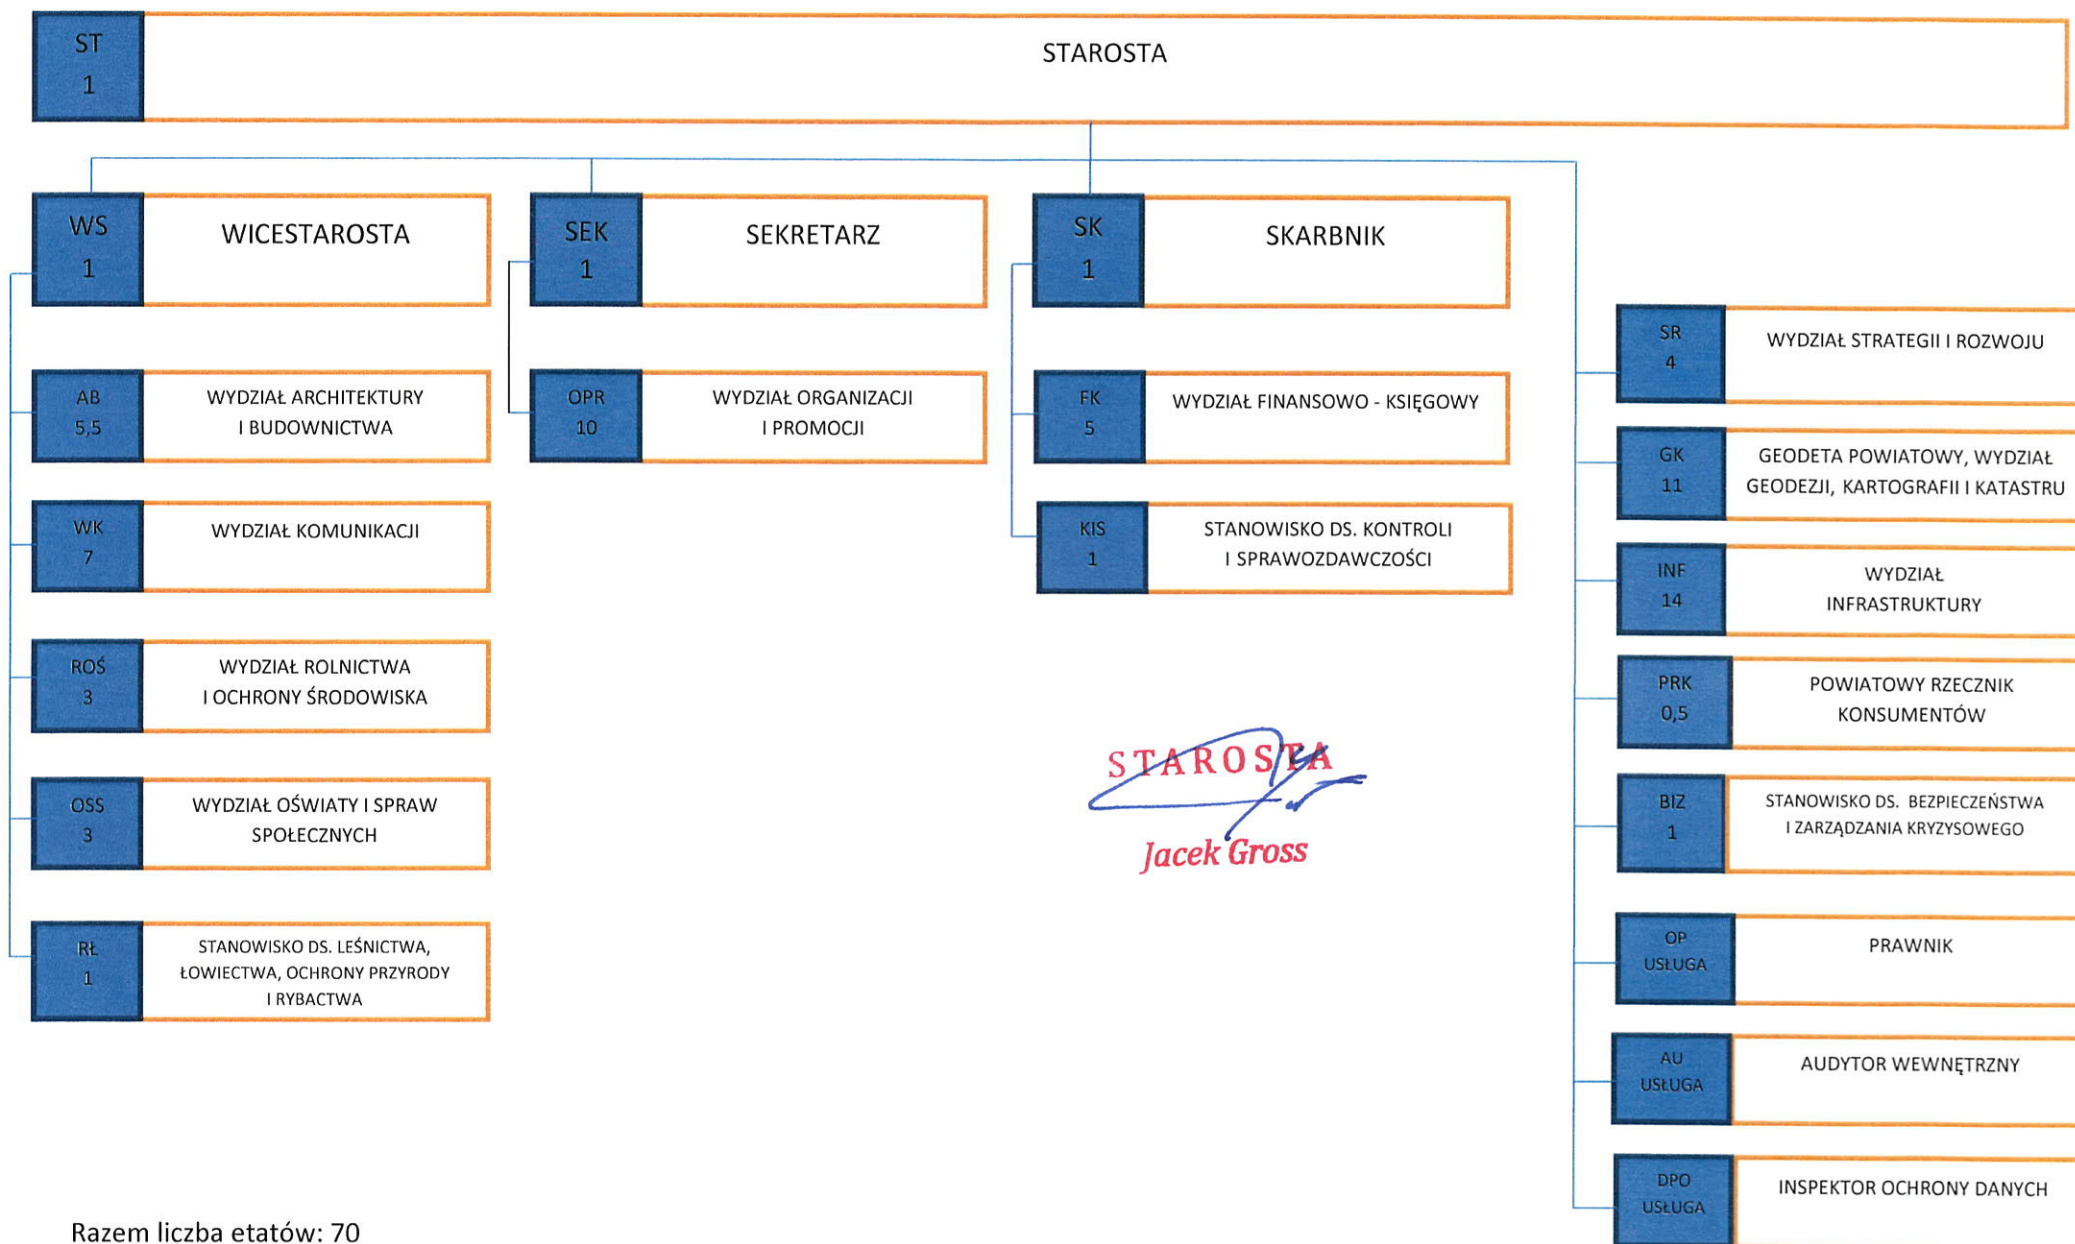 ST
1
STAROSTA
WS
1
WICESTAROSTA
SEK
1
SEKRETARZ
SK
1
SKARBNIK
AB
5,5
WYDZIAŁ ARCHITEKTURY
I BUDOWNICTWA
WK
7
WYDZIAŁ KOMUNIKACJI
ROŚ
3
WYDZIAŁ ROLNICTWA
I OCHRONY ŚRODOWISKA
OSS
3
WYDZIAŁ OŚWIATY I SPRAW
SPOŁECZNYCH
RŁ
1
STANOWISKO DS. LEŚNICTWA,
ŁOWIECTWA, OCHRONY PRZYRODY
I RYBACTWA
OPR
10
WYDZIAŁ ORGANIZACJI
I PROMOCJI
FK
5
WYDZIAŁ FINANSOWO - KSIĘGOWY
KIS
1
STANOWISKO DS. KONTROLI
I SPRAWOZDAWCZOŚCI
SR
4
WYDZIAŁ STRATEGII I ROZWOJU
GK
11
GEODETA POWIATOWY, WYDZIAŁ
GEODEZJI, KARTOGRAFII I KATASTRU
INF
14
WYDZIAŁ
INFRASTRUKTURY
PRK
0,5
POWIATOWY RZECZNIK
KONSUMENTÓW
BIZ
1
STANOWISKO DS. BEZPIECZEŃSTWA
I ZARZĄDZANIA KRYZYSOWEGO
OP
USŁUGA
PRAWNIK
AU
USŁUGA
AUDYTOR WEWNĘTRZNY
DPO
USŁUGA
INSPEKTOR OCHRONY DANYCH
STAROSTA
Jacek Gross
Razem liczba etatów: 70